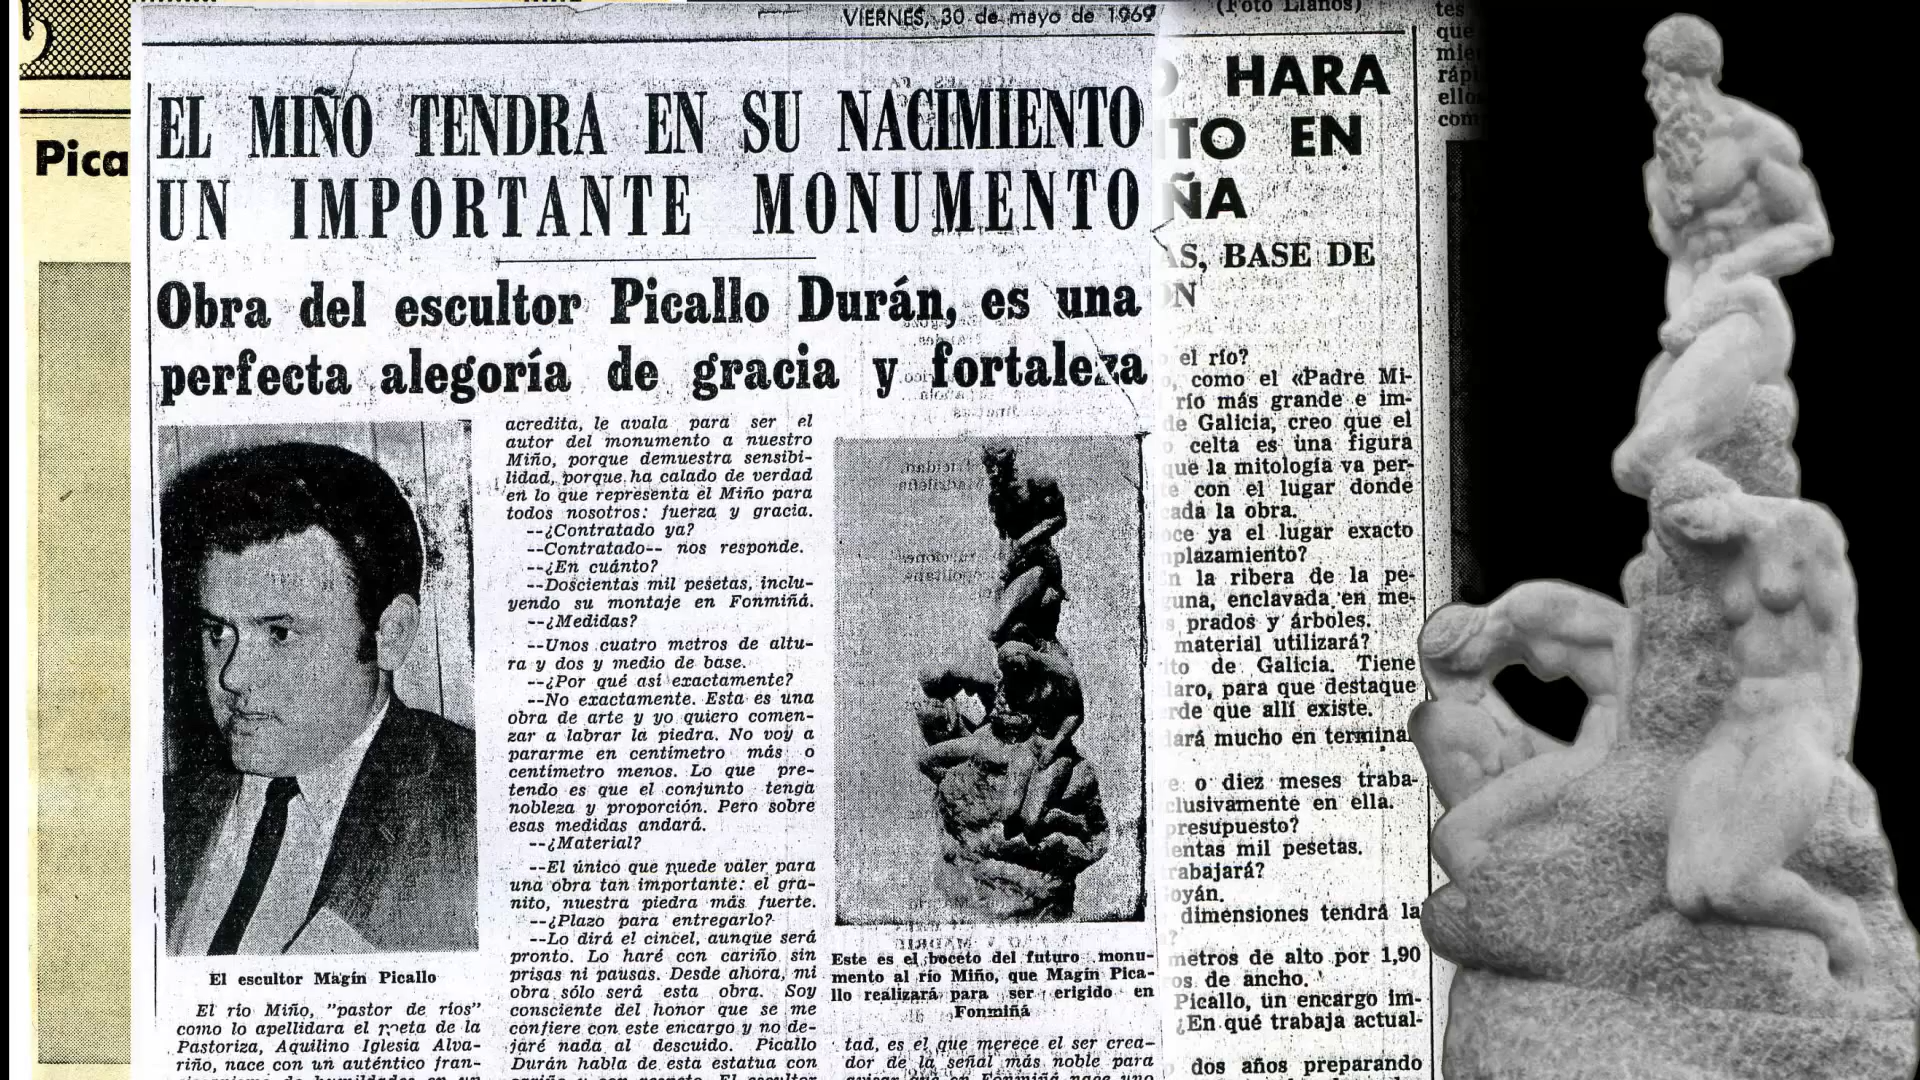 Pica
VIERNES, 30 de mayo de 1969
EL MIÑO TENDRA EN SU NACIMIENTO
UN IMPORTANTE MONUMENTO
Obra del escultor Picallo Durán, es una
perfecta alegoría de gracia y fortaleza
El escultor Magín Picallo
El río Miño, "pastor de ríos"
como lo apellidara el poeta de la
Pastoriza, Aquilino Iglesia Alva-
riño, nace con un auténtico fran-
acredita, le avala para ser el
autor del monumento a nuestro
Miño, porque demuestra sensibi-
lidad, porque ha calado de verdad
en lo que representa el Miño para
todos nosotros: fuerza y gracia.
--¿Contratado ya?
--Contratado-- nos responde.
--¿En cuánto?
--Doscientas mil pesetas, inclu-
yendo su montaje en Fonmiñá.
--¿Medidas?
--Unos cuatro metros de altu-
ra y dos y medio de base.
--¿Por qué así exactamente?
--No exactamente. Esta es una
obra de arte y yo quiero comen-
zar a labrar la piedra. No voy a
pararme en centímetro más o
centímetro menos. Lo que pre-
tendo es que el conjunto tenga
nobleza y proporción. Pero sobre
esas medidas andará.
--¿Material?
--El único que puede valer para
una obra tan importante: el gra-
nito, nuestra piedra más fuerte.
--¿Plazo para entregarlo?
--Lo dirá el cincel, aunque será
pronto. Lo haré con cariño sin
prisas ni pausas. Desde ahora, mi
obra sólo será esta obra. Soy
consciente del honor que se me
confiere con este encargo y no de-
jaré nada al descuido. Picallo
Durán habla de esta estatua con
Este es el boceto del futuro monu-
mento al río Miño, que Magín Pica-
llo realizará para ser erigido en
Fonmiñá
tad, es el que merece el ser crea-
dor de la señal más noble para
(Foto Llanos)
HARA
TO EN
ÑA
AS, BASE DE
N
el río?
como el «Padre Mi-
río más grande e im-
de Galicia, creo que el
celta es una figura
que la mitología va per-
con el lugar donde
ada la obra.
oce ya el lugar exacto
mplazamiento?
n la ribera de la pe-
una, enclavada en me-
prados y árboles.
material utilizará?
to de Galicia. Tiene
laro, para que destaque
rde que allí existe.
dará mucho en terminar
e o diez meses traba-
clusivamente en ella.
presupuesto?
entas mil pesetas.
rabajará?
oyán.
dimensiones tendrá la
metros de alto por 1,90
os de ancho.
Picallo, un encargo im-
¿En qué trabaja actual-
dos años preparando
tes
que
mie
rápi
ellos
com